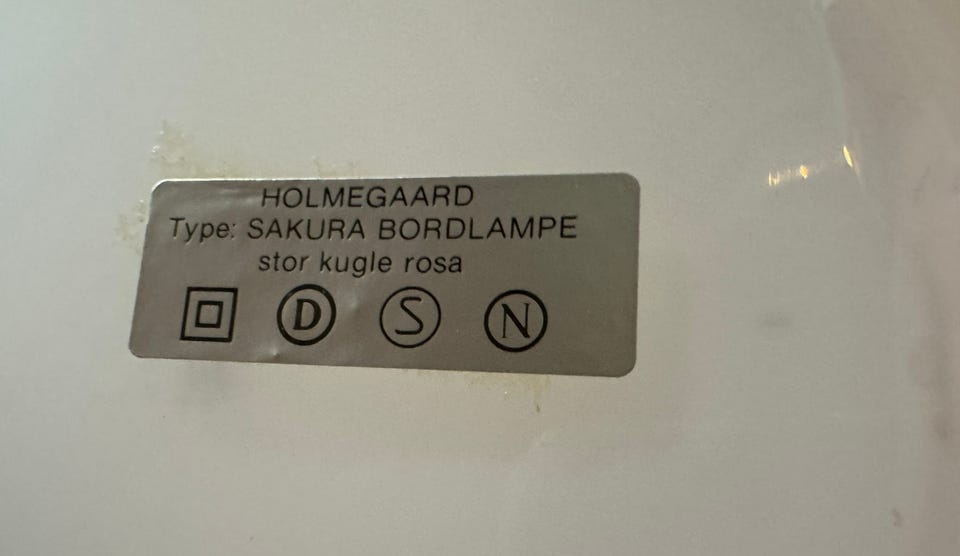 HOLMEGAARD
Type: SAKURA BORDLAMPE
stor kugle rosa
D S N